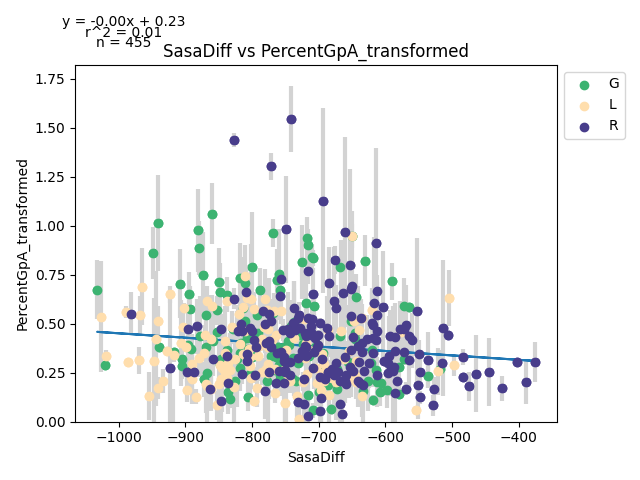 y = -0.00x + 0.23
r^2 = 0.01
n = 455
SasaDiff vs PercentGpA_transformed
G
L
R
PercentGpA_transformed
1.75
1.50
1.25
1.00
0.75
0.50
0.25
0.00
−1000 −900 −800 −700 −600 −500 −400
SasaDiff